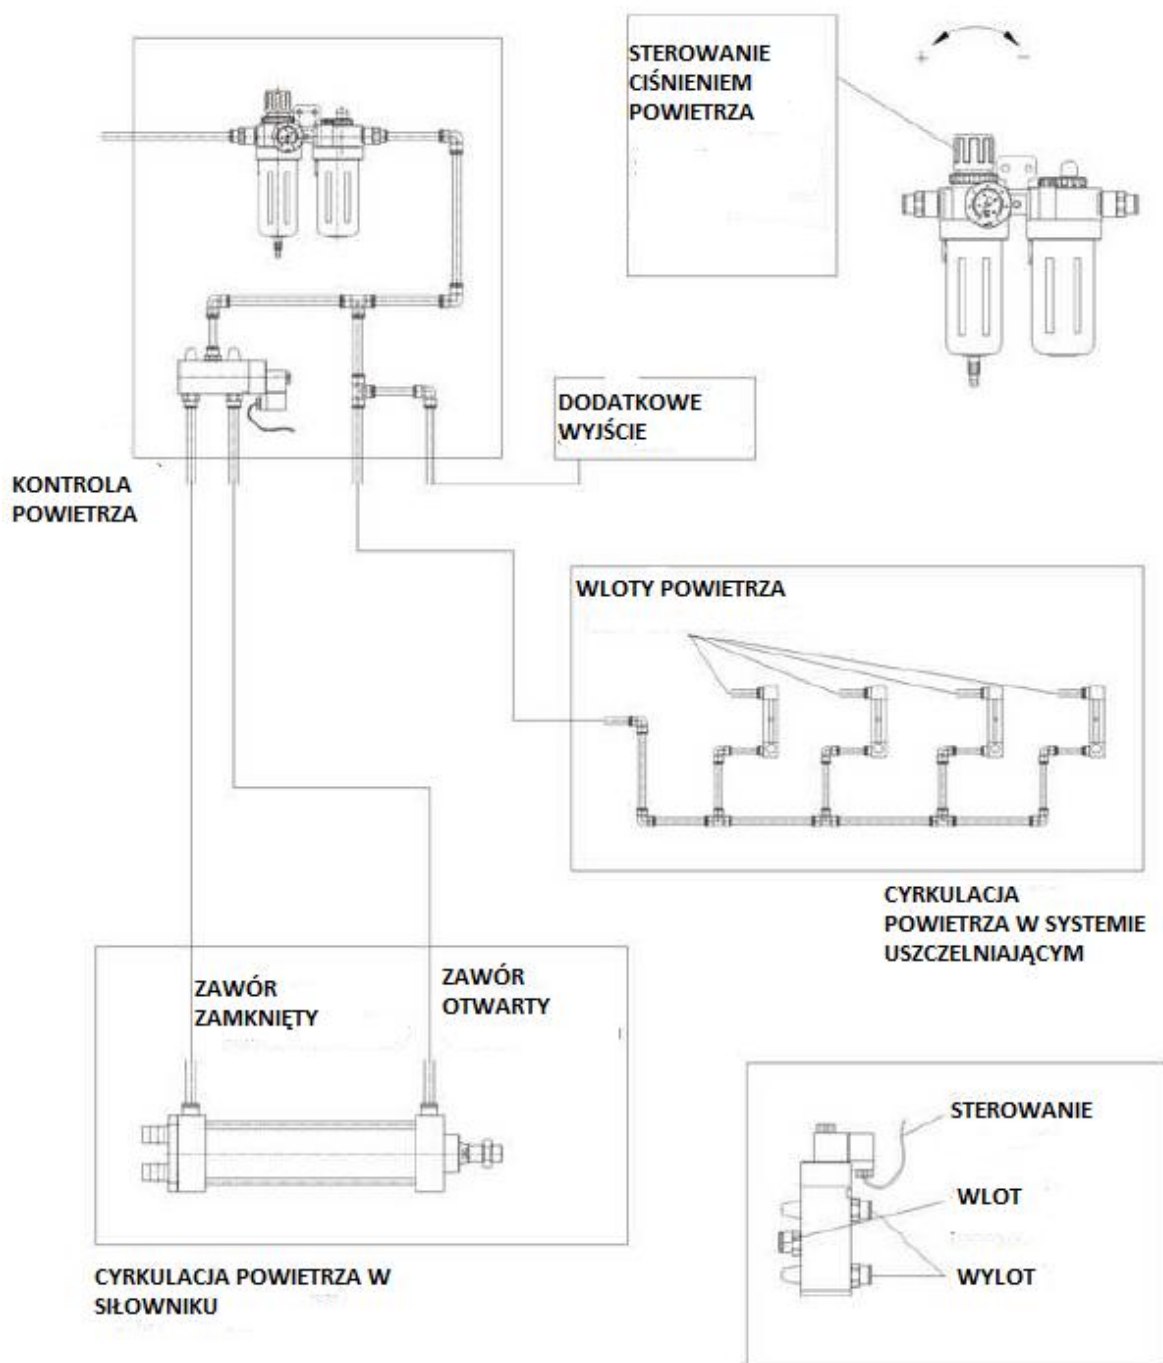 STEROWANIE
CIŚNIENIEM
POWIETRZA
+
−
DODATKOWE
WYJŚCIE
KONTROLA
POWIETRZA
WLOTY POWIETRZA
CYRKULACJA
POWIETRZA W SYSTEMIE
USZCZELNIAJĄCYM
ZAWÓR
ZAMKNIĘTY
ZAWÓR
OTWARTY
CYRKULACJA POWIETRZA W
SIŁOWNIKU
STEROWANIE
WLOT
WYLOT